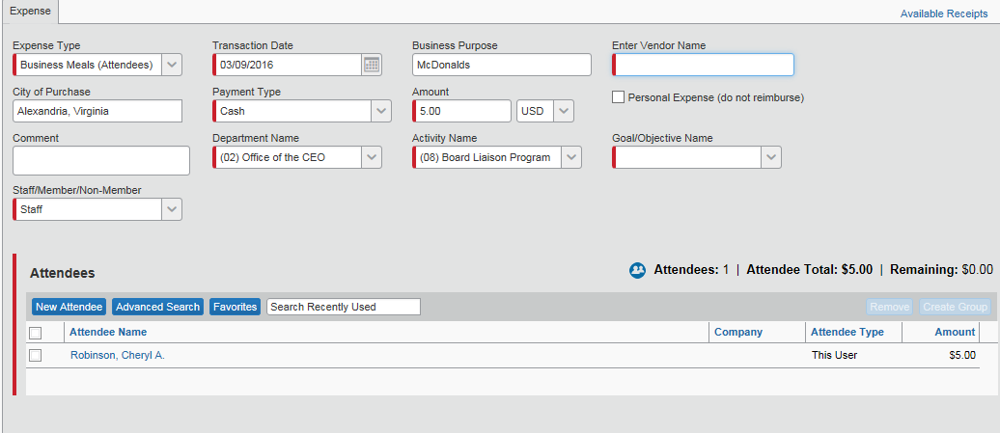 Expense
Available Receipts
Expense Type Transaction Date Business Purpose Enter Vendor Name
Business Meals (Attendees) 03/09/2016 McDonalds
City of Purchase Payment Type Amount
Personal Expense (do not reimburse)
Alexandria, Virginia Cash 5.00 USD
Comment Department Name Activity Name Goal/Objective Name
(02) Office of the CEO (08) Board Liaison Program
Staff/Member/Non-Member
Staff
Attendees Attendees: 1 | Attendee Total: $5.00 | Remaining: $0.00
New Attendee Advanced Search Favorites Search Recently Used Remove Create Group
Attendee Name Company Attendee Type Amount
Robinson, Cheryl A. This User $5.00